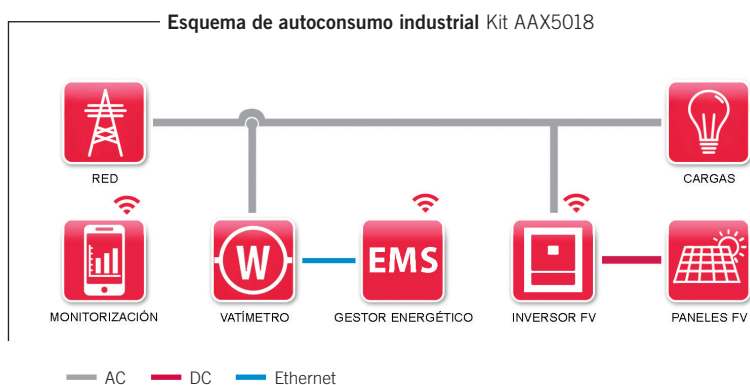 Esquema de autoconsumo industrial Kit AAX5018
RED
CARGAS
W
EMS
MONITORIZACIÓN
VATÍMETRO
GESTOR ENERGÉTICO
INVERSOR FV
PANELES FV
AC
DC
Ethernet